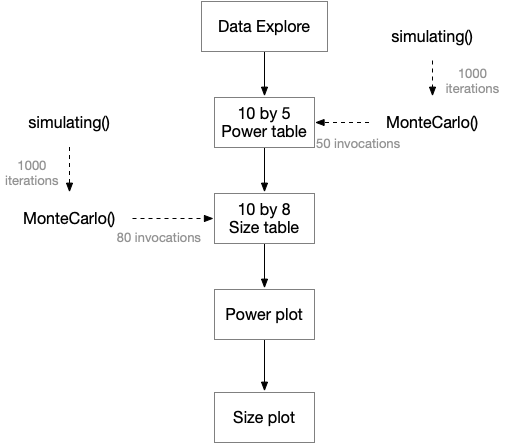 Data Explore
simulating()
1000
iterations
10 by 5
Power table
MonteCarlo()
50 invocations
simulating()
1000
iterations
MonteCarlo()
80 invocations
10 by 8
Size table
Power plot
Size plot